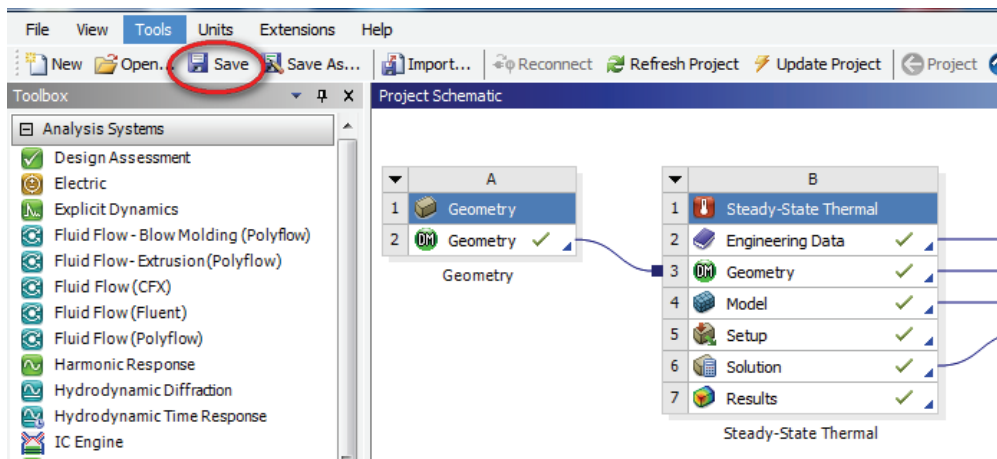 File View Tools Units Extensions Help
New Open... Save Save As... Import... Reconnect Refresh Project Update Project Project
Toolbox
Analysis Systems
Design Assessment
Electric
Explicit Dynamics
Fluid Flow - Blow Molding (Polyflow)
Fluid Flow - Extrusion (Polyflow)
Fluid Flow (CFX)
Fluid Flow (Fluent)
Fluid Flow (Polyflow)
Harmonic Response
Hydrodynamic Diffraction
Hydrodynamic Time Response
IC Engine
Project Schematic
A
1 Geometry
2 DM Geometry
Geometry
B
1 Steady-State Thermal
2 Engineering Data
3 DM Geometry
4 Model
5 Setup
6 Solution
7 Results
Steady-State Thermal